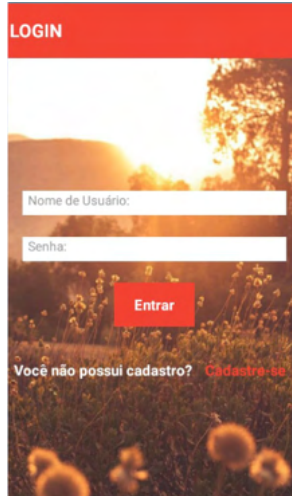 LOGIN
Nome de Usuário:
Senha:
Entrar
Você não possui cadastro? Cadastre-se